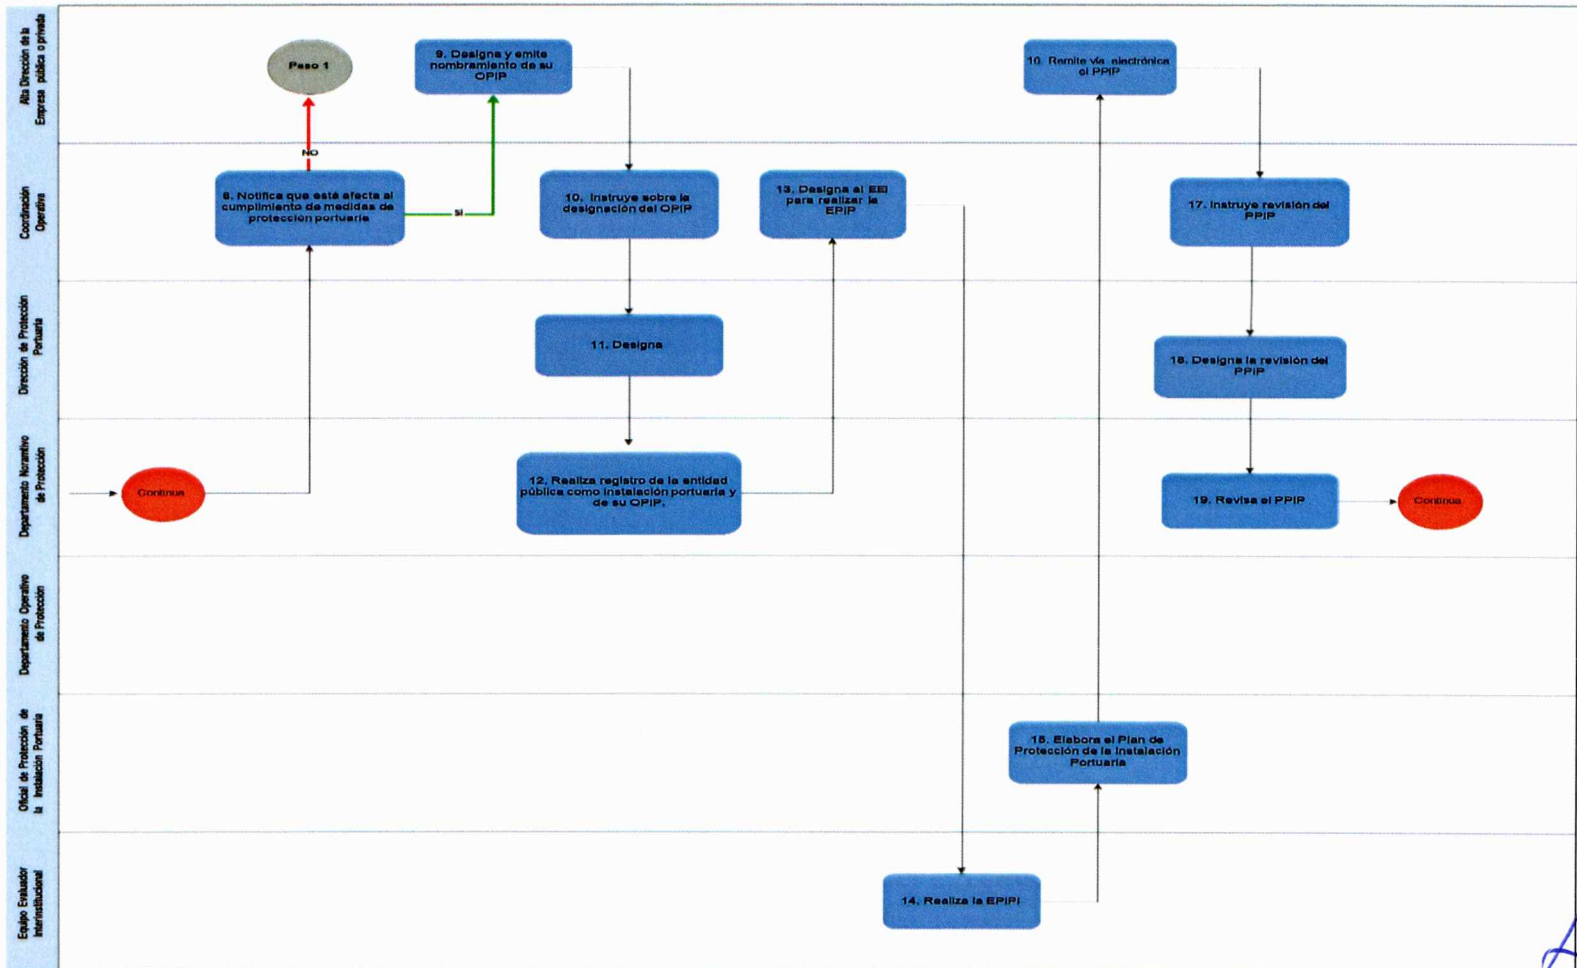 Alta Dirección de la
Empresa pública o privada
Paso 1
9. Designa y emite
nombramiento de su
OPIP
10. Remite vía electrónica
el PPIP
NO
Coordinación
Operativa
8. Notifica que está afecta al
cumplimiento de medidas de
protección portuaria
SI
10. Instruye sobre la
designación del OPIP
13. Designa al EEI
para realizar la
EPIP
17. Instruye revisión del
PPIP
Dirección de Protección
Portuaria
11. Designa
18. Designa la revisión del
PPIP
Departamento Noramtivo
de Protección
Continua
12. Realiza registro de la entidad
pública como instalación portuaria y
de su OPIP.
19. Revisa el PPIP
Continua
Departamento Operativo
de Protección
Oficial de Protección de
la Instalación Portuaria
15. Elabora el Plan de
Protección de la Instalación
Portuaria
Equipo Evaluador
Interinstitucional
14. Realiza la EPIPI